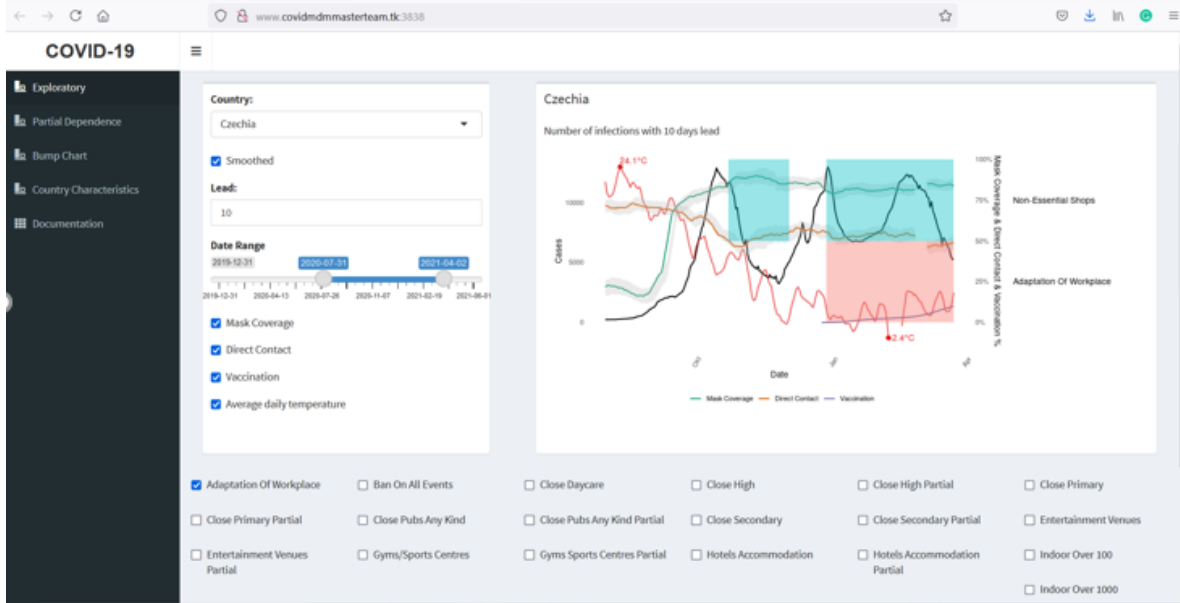 www.covidmdmmasterteam.tk:3838
COVID-19
Exploratory
Partial Dependence
Bump Chart
Country Characteristics
Documentation
Country:
Czechia
Smoothed
Lead:
10
Date Range
2019-12-31 2020-07-31 2021-04-02
2019-12-31 2020-04-13 2020-07-26 2020-11-07 2021-02-19 2021-06-01
Mask Coverage
Direct Contact
Vaccination
Average daily temperature
Czechia
Number of infections with 10 days lead
24.1°C
-2.4°C
Cases
10000
5000
0
100%
75%
50%
25%
0%
Mask Coverage & Direct Contact & Vaccination %
Non-Essential Shops
Adaptation Of Workplace
Oct Jan Apr
Date
Mask Coverage Direct Contact Vaccination
Adaptation Of Workplace Ban On All Events Close Daycare Close High Close High Partial Close Primary
Close Primary Partial Close Pubs Any Kind Close Pubs Any Kind Partial Close Secondary Close Secondary Partial Entertainment Venues
Entertainment Venues Partial Gyms/Sports Centres Gyms Sports Centres Partial Hotels Accommodation Hotels Accommodation Partial Indoor Over 100
Indoor Over 1000